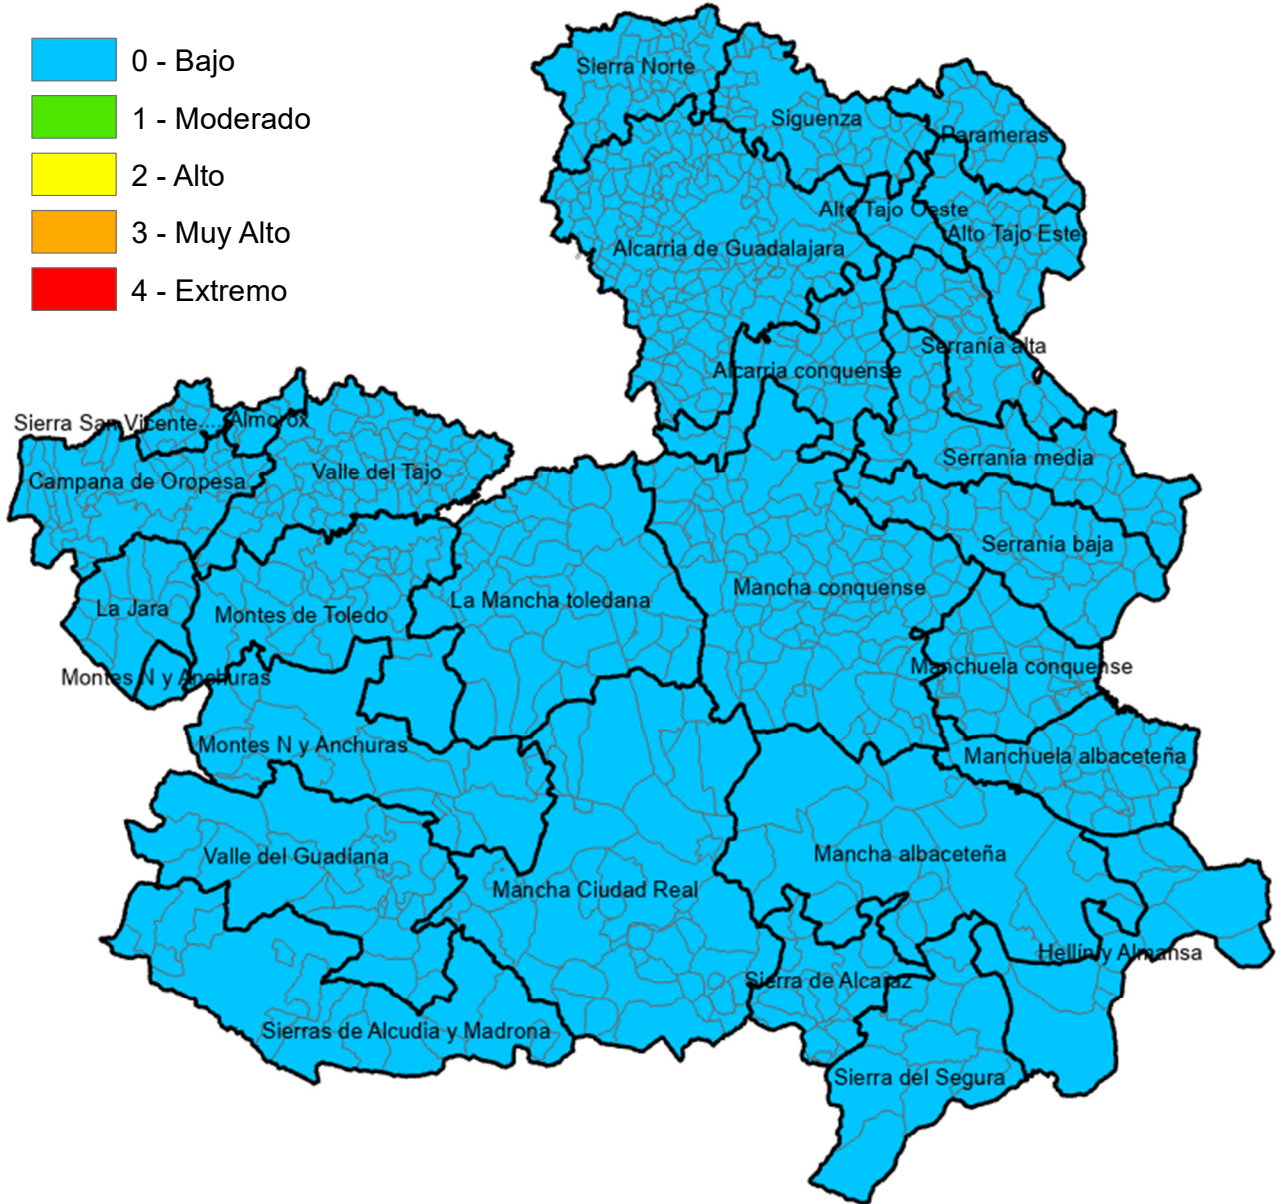 0 - Bajo
1 - Moderado
2 - Alto
3 - Muy Alto
4 - Extremo
Sierra Norte
Siguenza
Parameras
Alto Tajo Oeste
Alto Tajo Este
Alcarria de Guadalajara
Serranía alta
Alcarria conquense
Sierra San Vicente....
Almorox
Serranía media
Valle del Tajo
Campana de Oropesa
Serranía baja
Mancha conquense
La Mancha toledana
La Jara
Montes de Toledo
Manchuela conquense
Montes N y Anchuras
Montes N y Anchuras
Manchuela albaceteña
Mancha albaceteña
Valle del Guadiana
Mancha Ciudad Real
Hellín y Almansa
Sierra de Alcaraz
Sierras de Alcudia y Madrona
Sierra del Segura